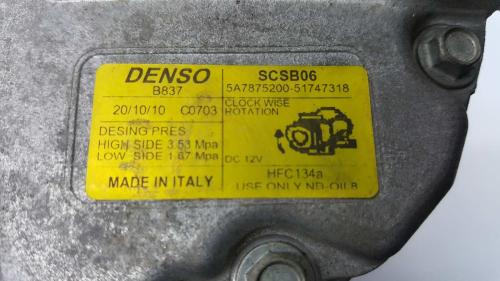 DENSO
B837
SCSB06
5A7875200-51747318
20/10/10 C0703
CLOCK WISE
ROTATION
DESING PRES
HIGH SIDE 3.53 Mpa
LOW SIDE 1.67 Mpa
DC 12V
HFC134a
MADE IN ITALY
USE ONLY ND-OIL8